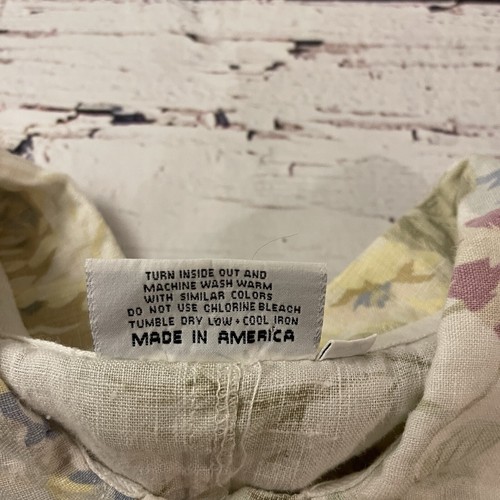 TURN INSIDE OUT AND
MACHINE WASH WARM
WITH SIMILAR COLORS
DO NOT USE CHLORINE BLEACH
TUMBLE DRY LOW • COOL IRON
MADE IN AMERICA